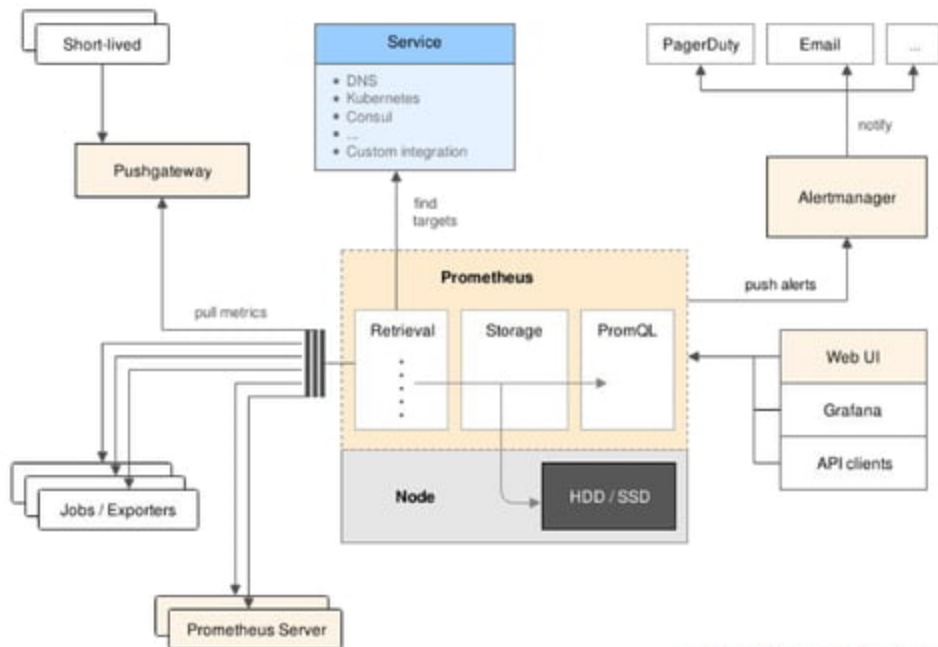 Short-lived
Pushgateway
pull metrics
Jobs / Exporters
Prometheus Server
Service
DNS
Kubernetes
Consul
...
Custom integration
find
targets
Prometheus
Retrieval
Storage
PromQL
Node
HDD / SSD
PagerDuty
Email
...
notify
Alertmanager
push alerts
Web UI
Grafana
API clients